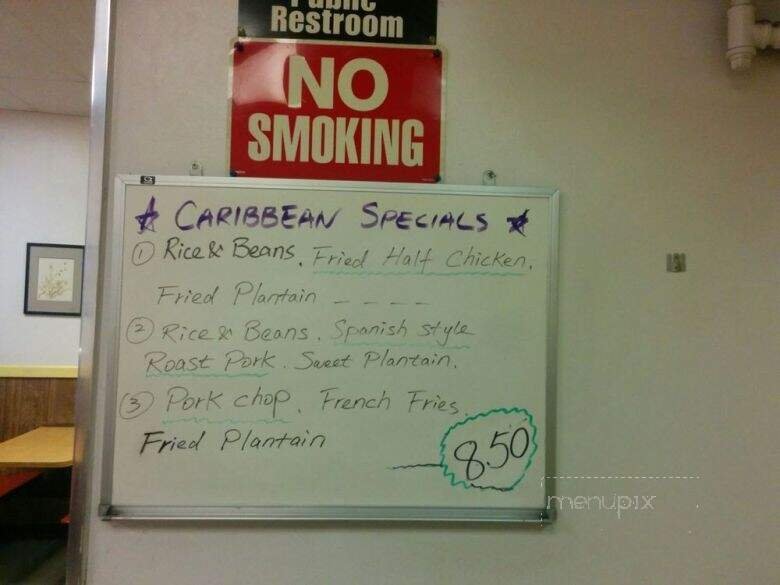 Public
Restroom
NO
SMOKING
☆ CARIBBEAN SPECIALS ☆
① Rice & Beans. Fried Half Chicken.
Fried Plantain _ _ _ _
② Rice & Beans. Spanish style
Roast Pork. Sweet Plantain.
③ Pork chop. French Fries
Fried Plantain
8.50
menupix